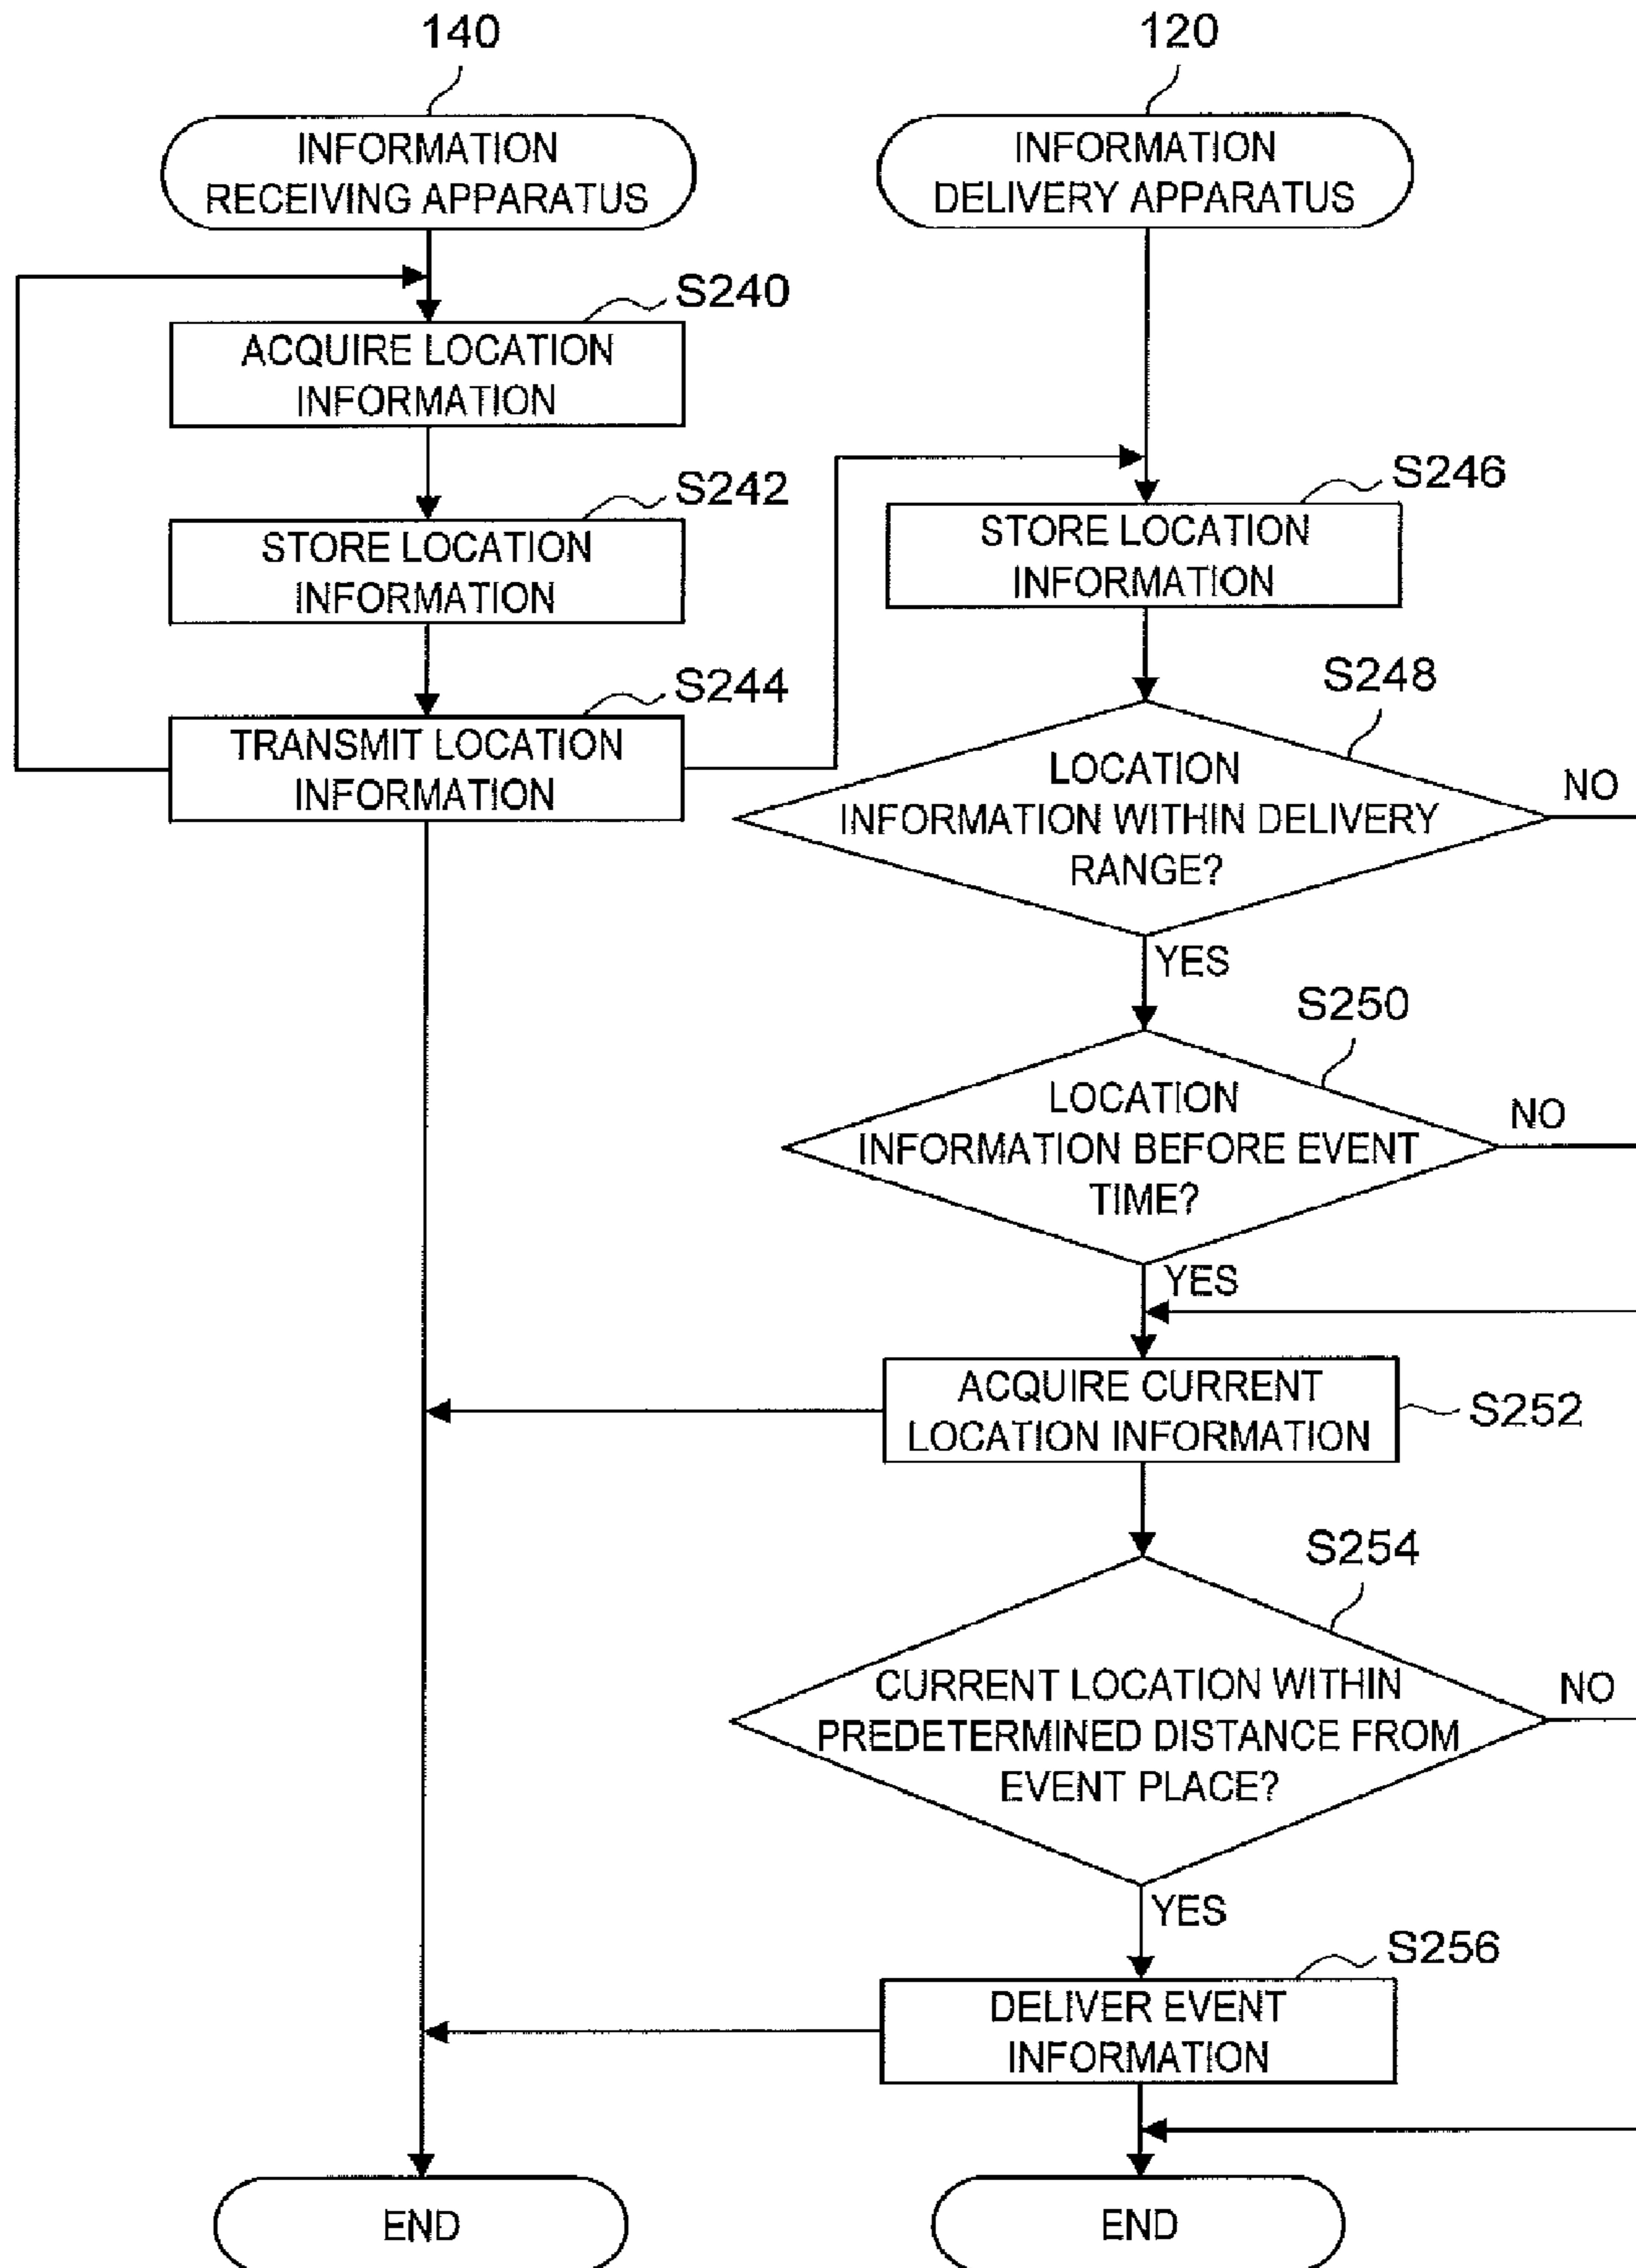 140
INFORMATION
RECEIVING APPARATUS
120
INFORMATION
DELIVERY APPARATUS
S240
ACQUIRE LOCATION
INFORMATION
S242
STORE LOCATION
INFORMATION
S244
TRANSMIT LOCATION
INFORMATION
S246
STORE LOCATION
INFORMATION
S248
LOCATION
INFORMATION WITHIN DELIVERY
RANGE?
NO
YES
S250
LOCATION
INFORMATION BEFORE EVENT
TIME?
NO
YES
ACQUIRE CURRENT
LOCATION INFORMATION
S252
S254
CURRENT LOCATION WITHIN
PREDETERMINED DISTANCE FROM
EVENT PLACE?
NO
YES
S256
DELIVER EVENT
INFORMATION
END
END